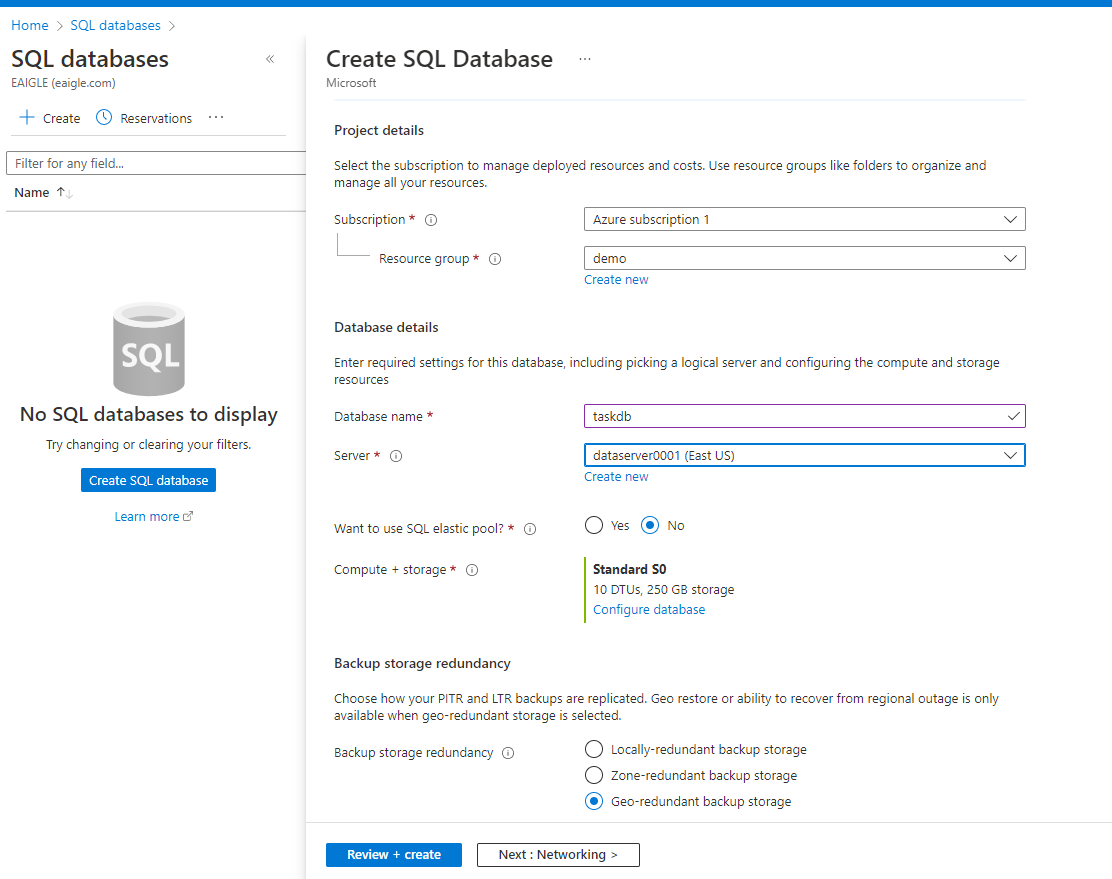 Home > SQL databases >
SQL databases
«
EAIGLE (eaigle.com)
+ Create
Reservations
...
Filter for any field...
Name ↑↓
SQL
No SQL databases to display
Try changing or clearing your filters.
Create SQL database
Learn more
Create SQL Database
...
Microsoft
Project details
Select the subscription to manage deployed resources and costs. Use resource groups like folders to organize and
manage all your resources.
Subscription *
Azure subscription 1
Resource group *
demo
Create new
Database details
Enter required settings for this database, including picking a logical server and configuring the compute and storage
resources
Database name *
taskdb
Server *
dataserver0001 (East US)
Create new
Want to use SQL elastic pool? *
Yes
No
Compute + storage *
Standard S0
10 DTUs, 250 GB storage
Configure database
Backup storage redundancy
Choose how your PITR and LTR backups are replicated. Geo restore or ability to recover from regional outage is only
available when geo-redundant storage is selected.
Backup storage redundancy
Locally-redundant backup storage
Zone-redundant backup storage
Geo-redundant backup storage
Review + create
Next : Networking >